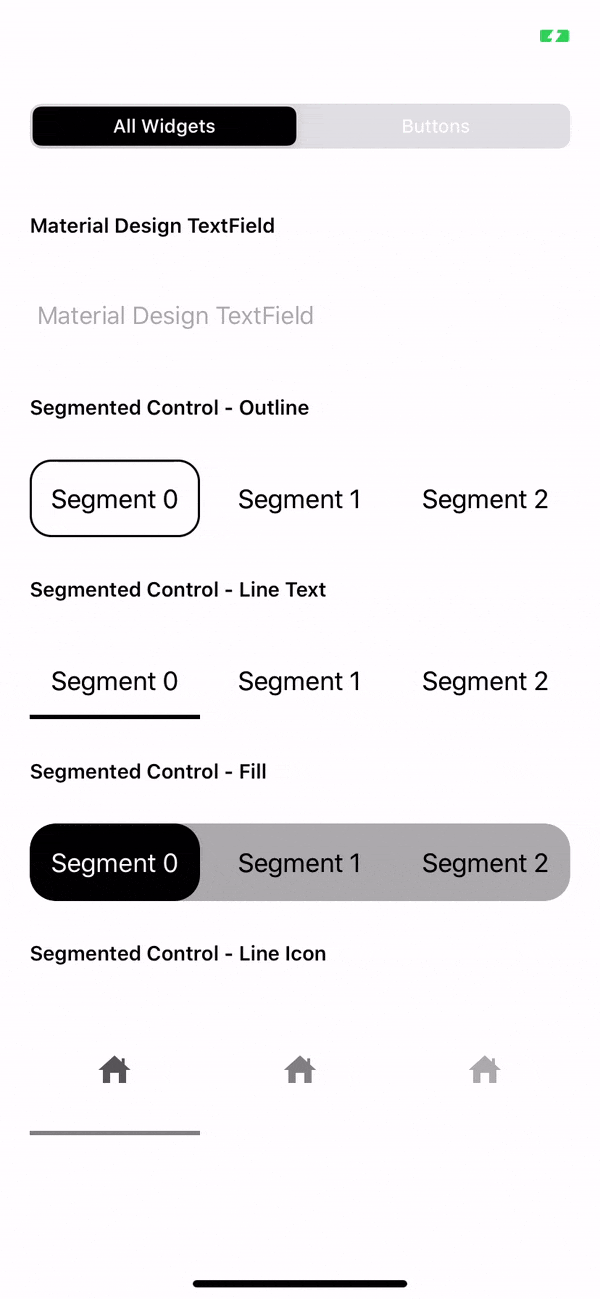 All Widgets
Buttons
Material Design TextField
Material Design TextField
Segmented Control - Outline
Segment 0 Segment 1 Segment 2
Segmented Control - Line Text
Segment 0 Segment 1 Segment 2
Segmented Control - Fill
Segment 0 Segment 1 Segment 2
Segmented Control - Line Icon